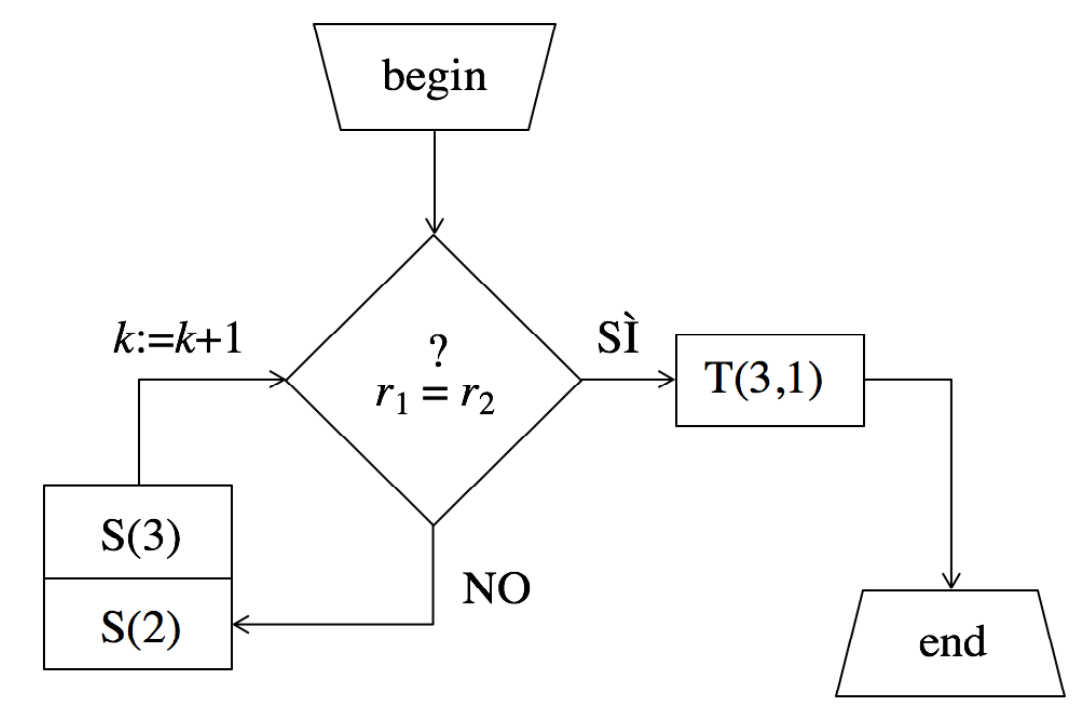 begin
k:=k+1
?
r₁ = r₂
SÌ
T(3,1)
S(3)
S(2)
NO
end